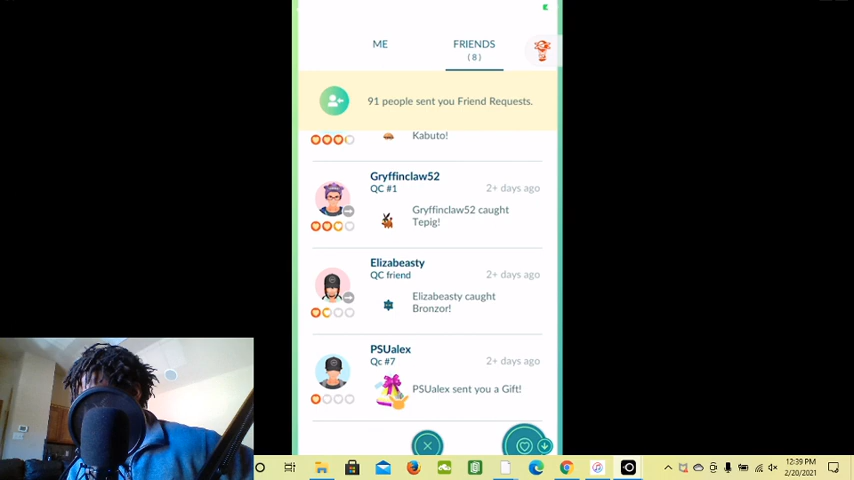 ME
FRIENDS
(8)
91 people sent you Friend Requests.
Kabuto!
Gryffinclaw52
QC #1
2+ days ago
Gryffinclaw52 caught
Tepig!
Elizabeasty
QC friend
2+ days ago
Elizabeasty caught
Bronzor!
PSUalex
Qc #7
2+ days ago
PSUalex sent you a Gift!
12:39 PM
2/20/2021